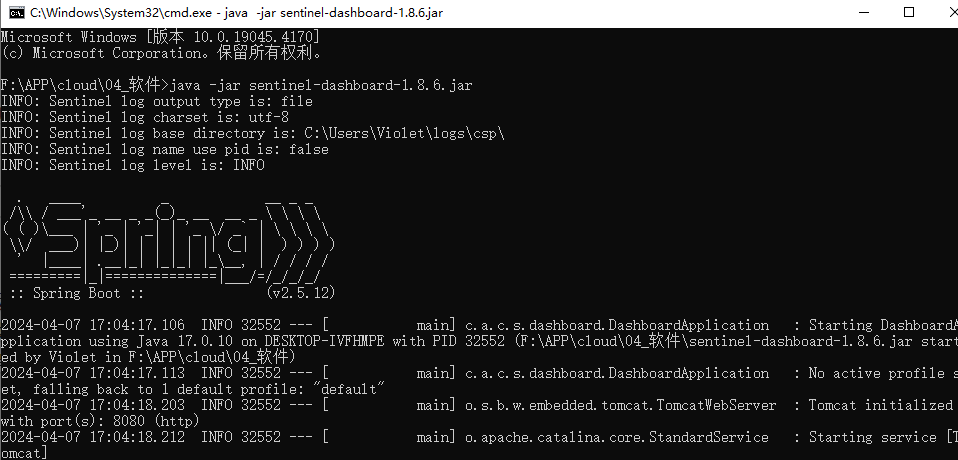 C:\Windows\System32\cmd.exe - java  -jar sentinel-dashboard-1.8.6.jar
Microsoft Windows [版本 10.0.19045.4170]
(c) Microsoft Corporation。保留所有权利。
F:\APP\cloud\04_软件>java -jar sentinel-dashboard-1.8.6.jar
INFO: Sentinel log output type is: file
INFO: Sentinel log charset is: utf-8
INFO: Sentinel log base directory is: C:\Users\Violet\logs\csp\
INFO: Sentinel log name use pid is: false
INFO: Sentinel log level is: INFO
Spring
:: Spring Boot ::                (v2.5.12)
2024-04-07 17:04:17.106  INFO 32552 --- [           main] c.a.c.s.dashboard.DashboardApplication   : Starting DashboardA
pplication using Java 17.0.10 on DESKTOP-IVFHMPE with PID 32552 (F:\APP\cloud\04_软件\sentinel-dashboard-1.8.6.jar start
ed by Violet in F:\APP\cloud\04_软件)
2024-04-07 17:04:17.113  INFO 32552 --- [           main] c.a.c.s.dashboard.DashboardApplication   : No active profile s
et, falling back to 1 default profile: "default"
2024-04-07 17:04:18.203  INFO 32552 --- [           main] o.s.b.w.embedded.tomcat.TomcatWebServer  : Tomcat initialized
with port(s): 8080 (http)
2024-04-07 17:04:18.212  INFO 32552 --- [           main] o.apache.catalina.core.StandardService   : Starting service [T
omcat]